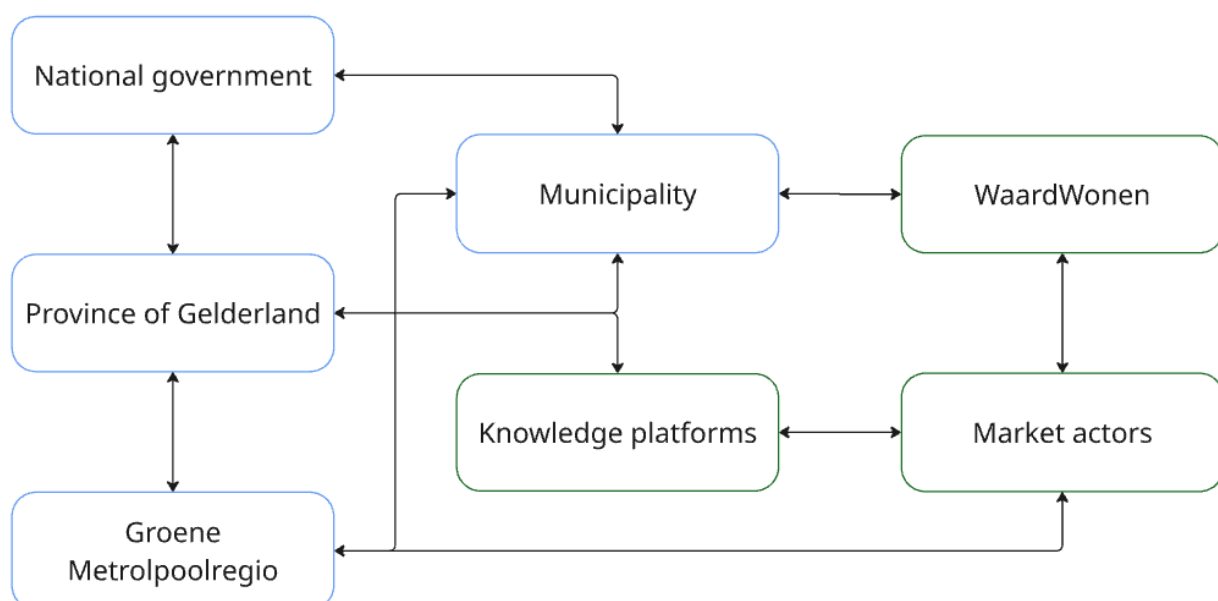 National government
Municipality
WaardWonen
Province of Gelderland
Knowledge platforms
Market actors
Groene
Metrolpoolregio